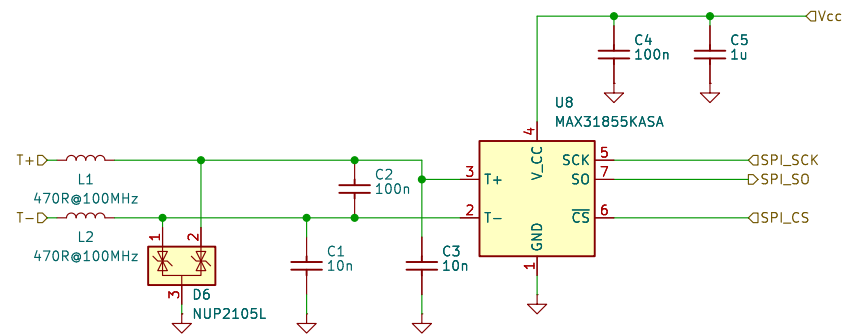 Vcc
C4
100n
C5
1u
U8
MAX31855KASA
4
V_CC
T+
L1
470R@100MHz
C2
100n
3
T+
SCK
5
SPI_SCK
SO
7
SPI_SO
T-
L2
470R@100MHz
2
T-
C̅S̅
6
SPI_CS
1
2
GND
1
C1
10n
C3
10n
3
D6
NUP2105L